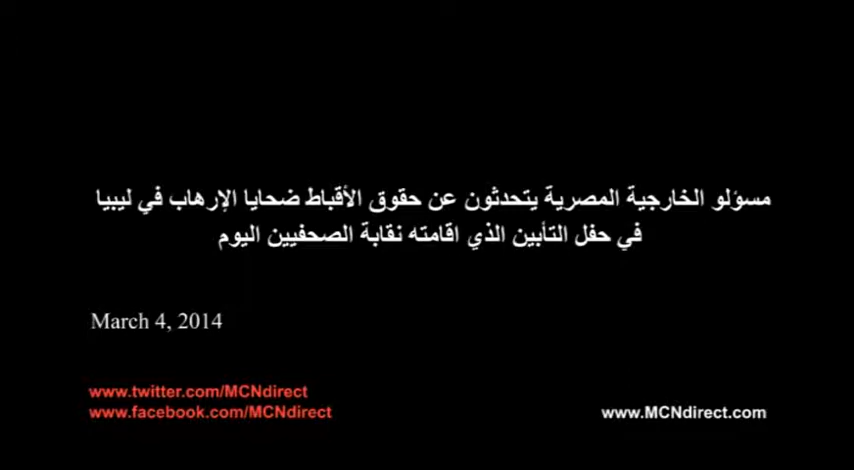 مسؤلو الخارجية المصرية يتحدثون عن حقوق الأقباط ضحايا الإرهاب في ليبيا
في حفل التأبين الذي اقامته نقابة الصحفيين اليوم
March 4, 2014
www.twitter.com/MCNdirect
www.facebook.com/MCNdirect
www.MCNdirect.com